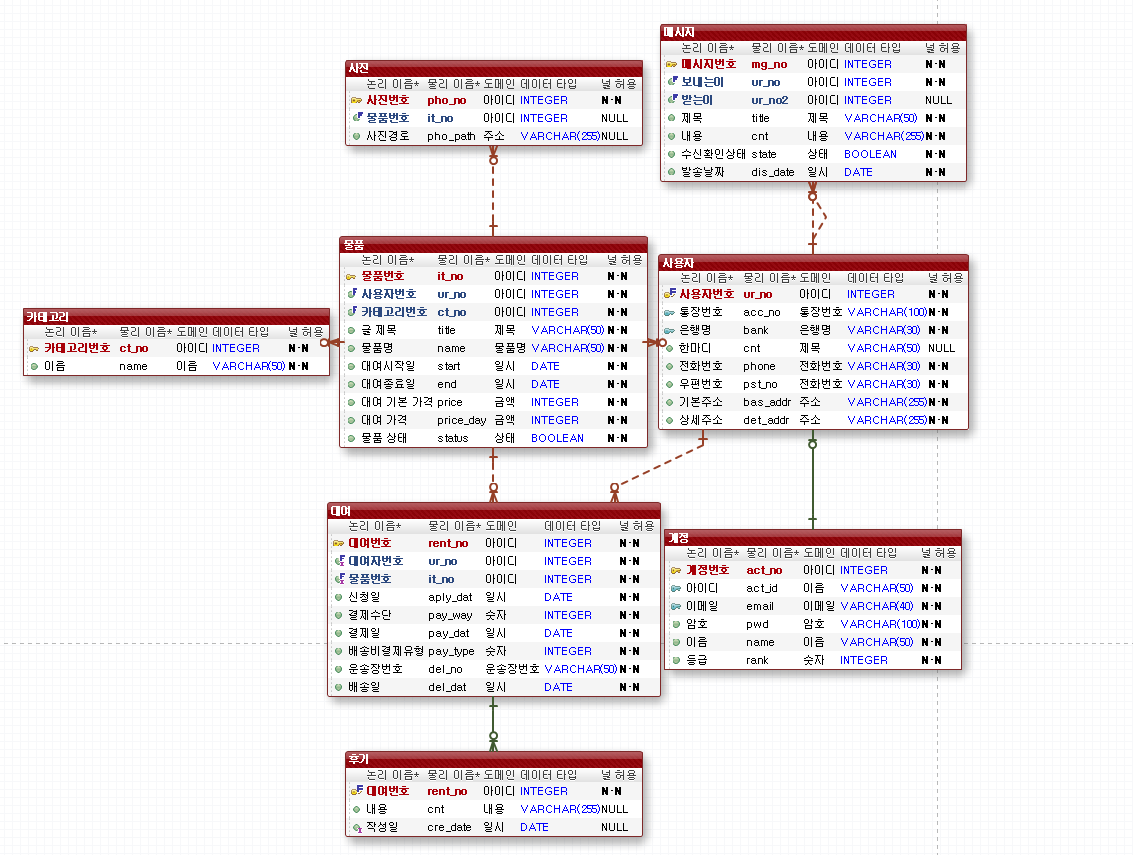 사진
논리 이름* 물리 이름* 도메인 데이터 타입 널 허용
사진번호 pho_no 아이디 INTEGER N-N
물품번호 it_no 아이디 INTEGER NULL
사진경로 pho_path 주소 VARCHAR(255) NULL
메시지
논리 이름* 물리 이름* 도메인 데이터 타입 널 허용
메시지번호 mg_no 아이디 INTEGER N-N
보내는이 ur_no 아이디 INTEGER N-N
받는이 ur_no2 아이디 INTEGER NULL
제목 title 제목 VARCHAR(50) N-N
내용 cnt 내용 VARCHAR(255) N-N
수신확인상태 state 상태 BOOLEAN N-N
발송날짜 dis_date 일시 DATE N-N
물품
논리 이름* 물리 이름* 도메인 데이터 타입 널 허용
물품번호 it_no 아이디 INTEGER N-N
사용자번호 ur_no 아이디 INTEGER N-N
카테고리번호 ct_no 아이디 INTEGER N-N
글 제목 title 제목 VARCHAR(50) N-N
물품명 name 물품명 VARCHAR(50) N-N
대여시작일 start 일시 DATE N-N
대여종료일 end 일시 DATE N-N
대여 기본 가격 price 금액 INTEGER N-N
대여 가격 price_day 금액 INTEGER N-N
물품 상태 status 상태 BOOLEAN N-N
사용자
논리 이름* 물리 이름* 도메인 데이터 타입 널 허용
사용자번호 ur_no 아이디 INTEGER N-N
통장번호 acc_no 통장번호 VARCHAR(100) N-N
은행명 bank 은행명 VARCHAR(30) N-N
한마디 cnt 제목 VARCHAR(50) NULL
전화번호 phone 전화번호 VARCHAR(30) N-N
우편번호 pst_no 전화번호 VARCHAR(30) N-N
기본주소 bas_addr 주소 VARCHAR(255) N-N
상세주소 det_addr 주소 VARCHAR(255) N-N
카테고리
논리 이름* 물리 이름* 도메인 데이터 타입 널 허용
카테고리번호 ct_no 아이디 INTEGER N-N
이름 name 이름 VARCHAR(50) N-N
대여
논리 이름* 물리 이름* 도메인 데이터 타입 널 허용
대여번호 rent_no 아이디 INTEGER N-N
대여자번호 ur_no 아이디 INTEGER N-N
물품번호 it_no 아이디 INTEGER N-N
신청일 aply_dat 일시 DATE N-N
결제수단 pay_way 숫자 INTEGER N-N
결제일 pay_dat 일시 DATE N-N
배송비결제유형 pay_type 숫자 INTEGER N-N
운송장번호 del_no 운송장번호 VARCHAR(50) N-N
배송일 del_dat 일시 DATE N-N
계정
논리 이름* 물리 이름* 도메인 데이터 타입 널 허용
계정번호 act_no 아이디 INTEGER N-N
아이디 act_id 이름 VARCHAR(50) N-N
이메일 email 이메일 VARCHAR(40) N-N
암호 pwd 암호 VARCHAR(100) N-N
이름 name 이름 VARCHAR(50) N-N
등급 rank 숫자 INTEGER N-N
후기
논리 이름* 물리 이름* 도메인 데이터 타입 널 허용
대여번호 rent_no 아이디 INTEGER N-N
내용 cnt 내용 VARCHAR(255) NULL
작성일 cre_date 일시 DATE NULL